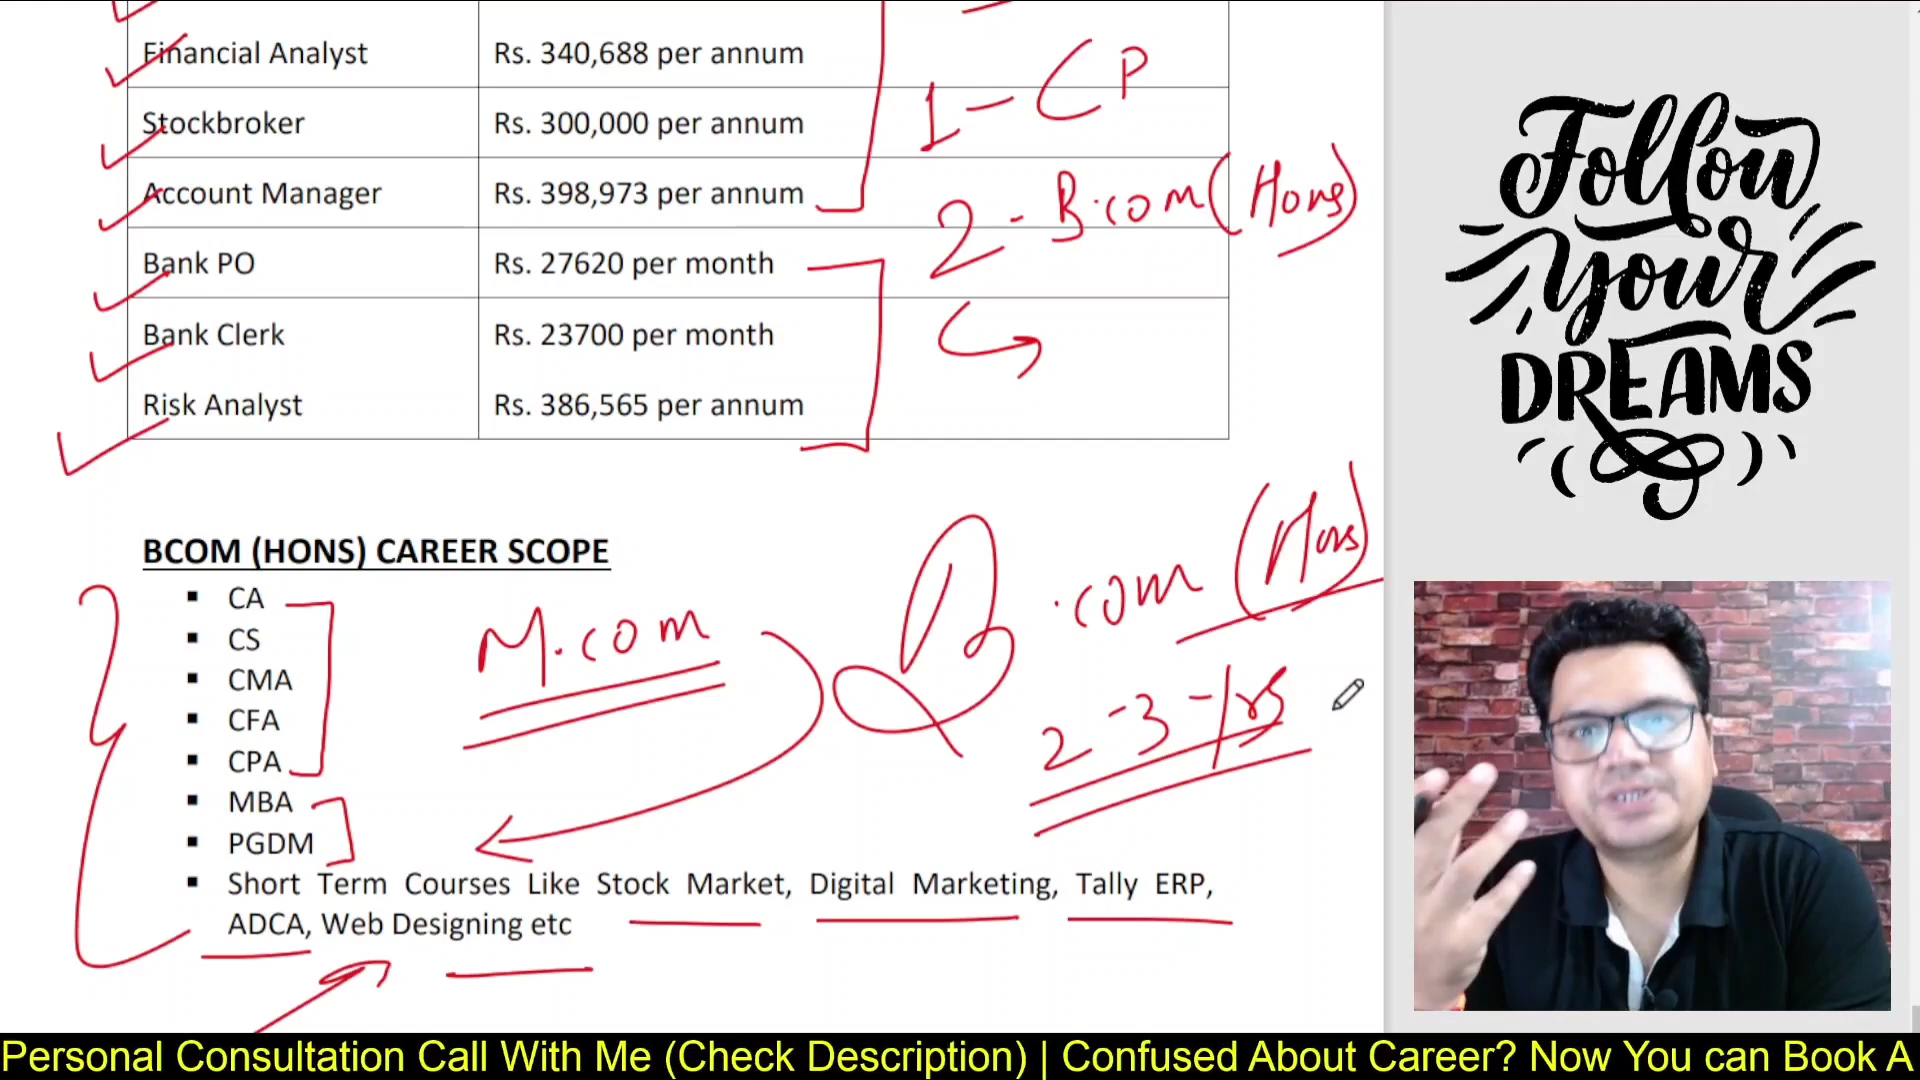 Financial Analyst Rs. 340,688 per annum
1 - CP
Stockbroker Rs. 300,000 per annum
Account Manager Rs. 398,973 per annum
2 - B.com (Hons)
Bank PO Rs. 27620 per month
Bank Clerk Rs. 23700 per month
Risk Analyst Rs. 386,565 per annum
Follow
Your
DREAMS
BCOM (HONS) CAREER SCOPE
B.com (Hons)
2-3 yrs
M.com
▪ CA
▪ CS
▪ CMA
▪ CFA
▪ CPA
▪ MBA
▪ PGDM
▪ Short Term Courses Like Stock Market, Digital Marketing, Tally ERP,
ADCA, Web Designing etc
Personal Consultation Call With Me (Check Description) | Confused About Career? Now You can Book A